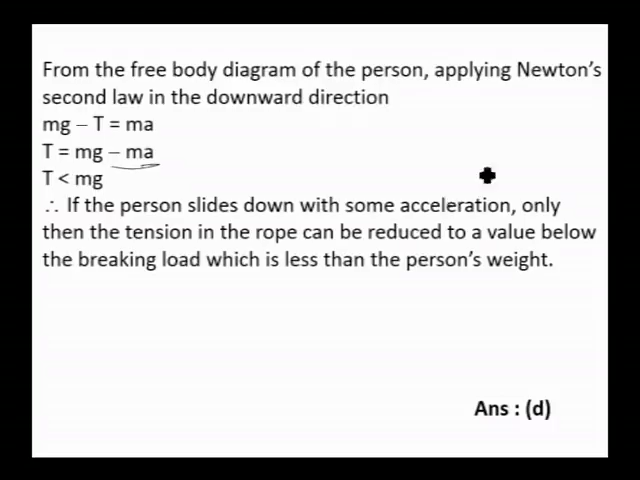 From the free body diagram of the person, applying Newton's
second law in the downward direction
mg – T = ma
T = mg – ma
T < mg
∴ If the person slides down with some acceleration, only
then the tension in the rope can be reduced to a value below
the breaking load which is less than the person's weight.
Ans : (d)